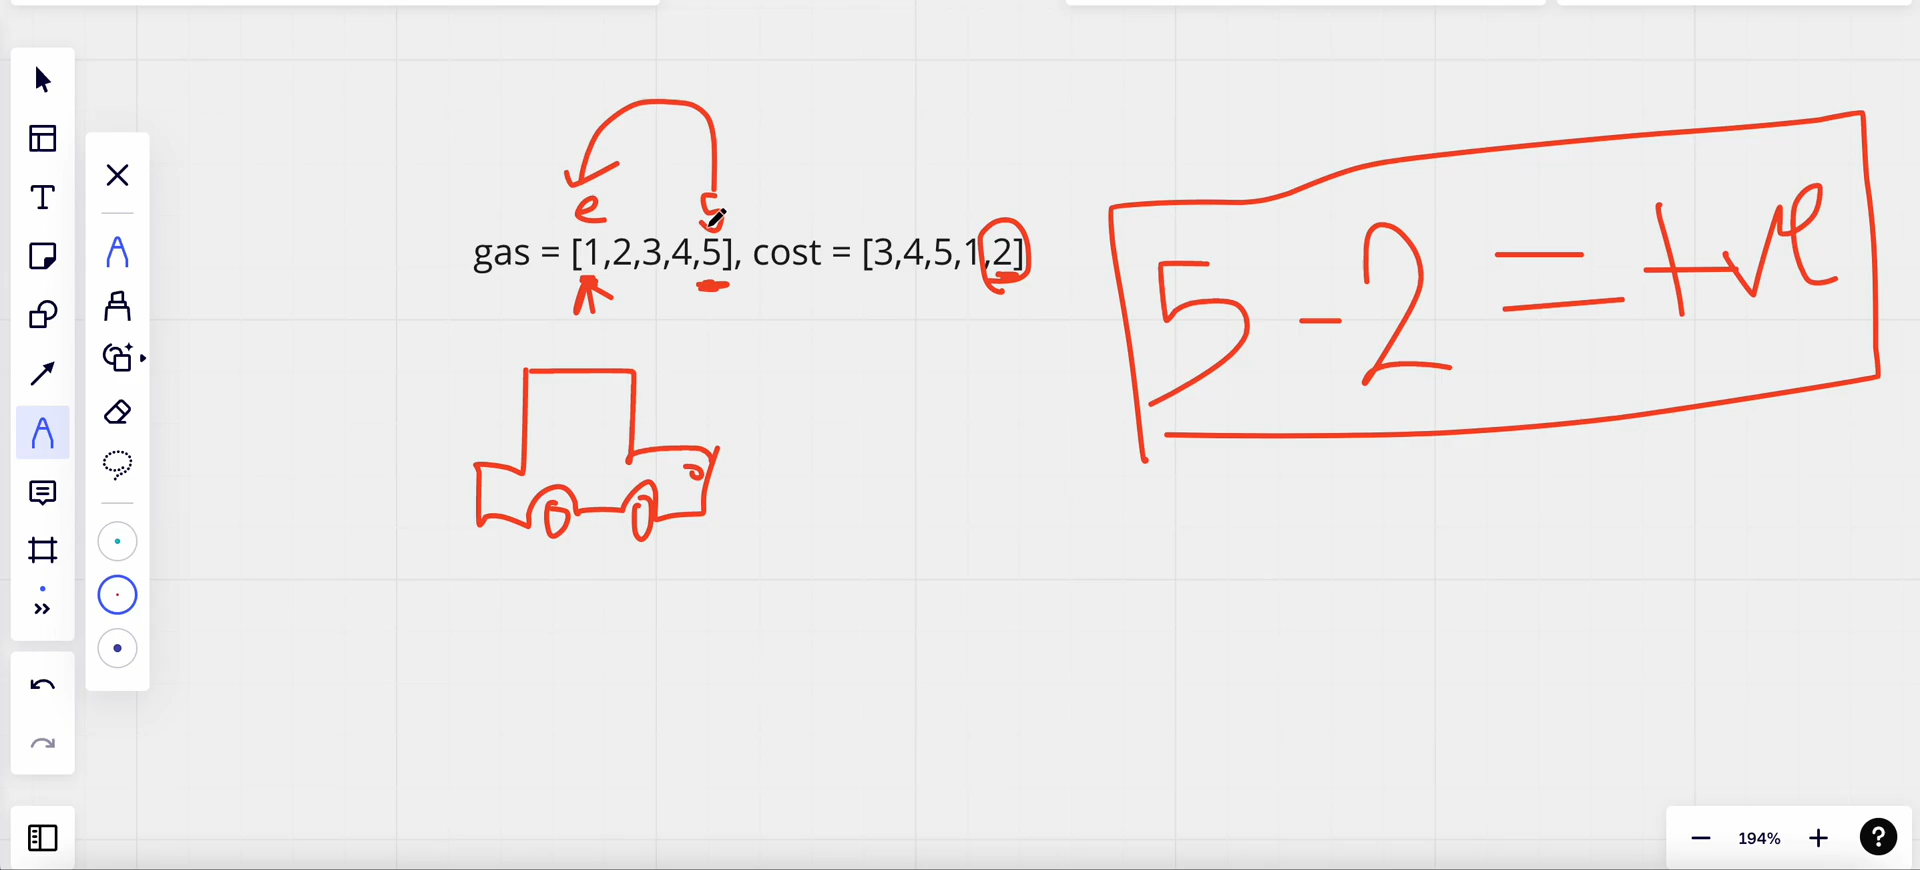 e 5
gas = [1,2,3,4,5], cost = [3,4,5,1,2]
5 - 2 = +ve
194%